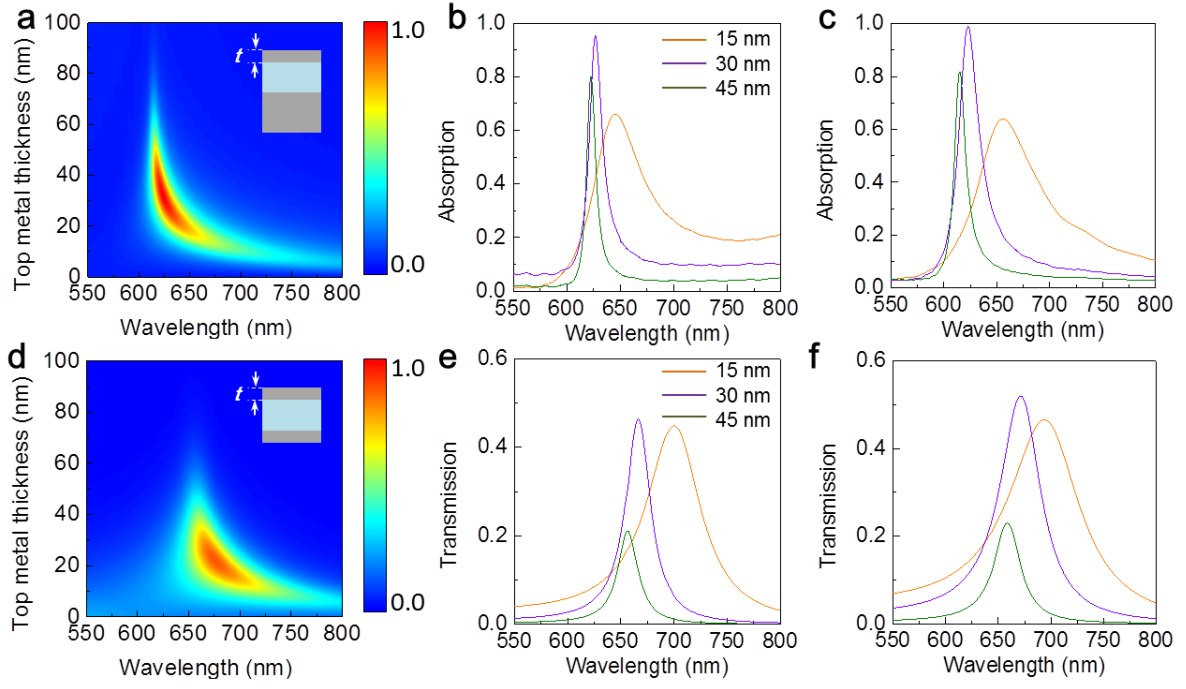 a
Top metal thickness (nm)
100
80
60
40
20
0
550 600 650 700 750 800
Wavelength (nm)
t
1.0
0.0
b
Absorption
1.0
0.8
0.6
0.4
0.2
0.0
550 600 650 700 750 800
Wavelength (nm)
15 nm
30 nm
45 nm
c
Absorption
1.0
0.8
0.6
0.4
0.2
0.0
550 600 650 700 750 800
Wavelength (nm)
d
Top metal thickness (nm)
100
80
60
40
20
0
550 600 650 700 750 800
Wavelength (nm)
t
1.0
0.0
e
Transmission
0.6
0.4
0.2
0.0
550 600 650 700 750 800
Wavelength (nm)
15 nm
30 nm
45 nm
f
Transmission
0.6
0.4
0.2
0.0
550 600 650 700 750 800
Wavelength (nm)